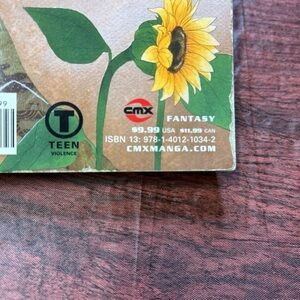 99
T
TEEN
VIOLENCE
CMX
FANTASY
$9.99 USA $11.99 CAN
ISBN 13: 978-1-4012-1034-2
CMXMANGA.COM